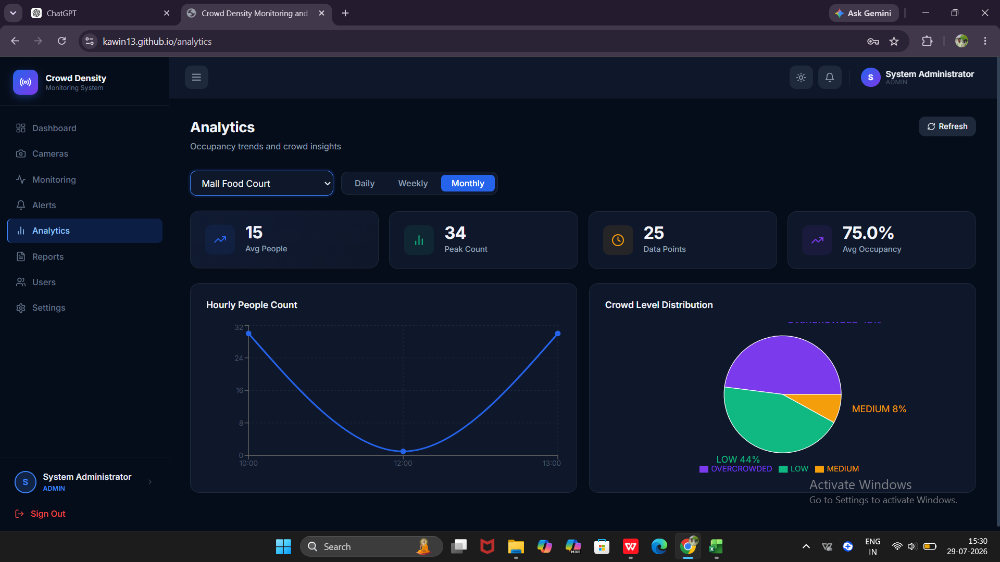 ChatGPT
Crowd Density Monitoring and
Ask Gemini
kawin13.github.io/analytics
Crowd Density
Monitoring System
System Administrator
ADMIN
Dashboard
Cameras
Monitoring
Alerts
Analytics
Reports
Users
Settings
Analytics
Refresh
Occupancy trends and crowd insights
Mall Food Court
Daily
Weekly
Monthly
15
Avg People
34
Peak Count
25
Data Points
75.0%
Avg Occupancy
Hourly People Count
32
24
16
8
0
10:00
12:00
13:00
Crowd Level Distribution
OVERCROWDED
MEDIUM 8%
LOW 44%
OVERCROWDED
LOW
MEDIUM
S
System Administrator
ADMIN
S
Sign Out
Activate Windows
Go to Settings to activate Windows.
Search
M365
ENG
IN
15:30
29-07-2026